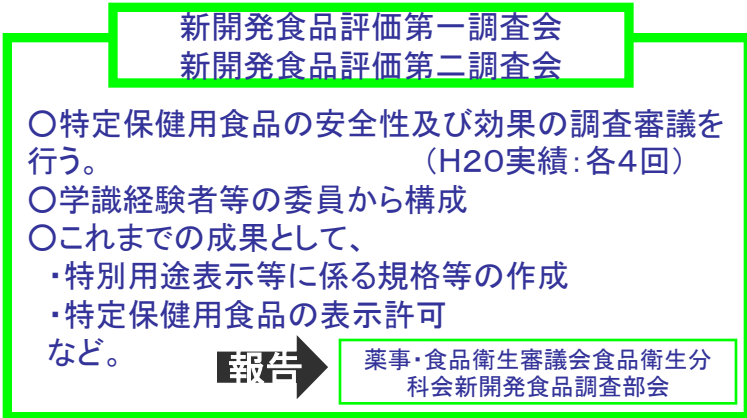 新開発食品評価第一調査会
新開発食品評価第二調査会
〇特定保健用食品の安全性及び効果の調査審議を
行う。　　　　　　　　　　（H２０実績：各４回）
〇学識経験者等の委員から構成
〇これまでの成果として、
・特別用途表示等に係る規格等の作成
・特定保健用食品の表示許可
など。
報告
薬事・食品衛生審議会食品衛生分
科会新開発食品調査部会